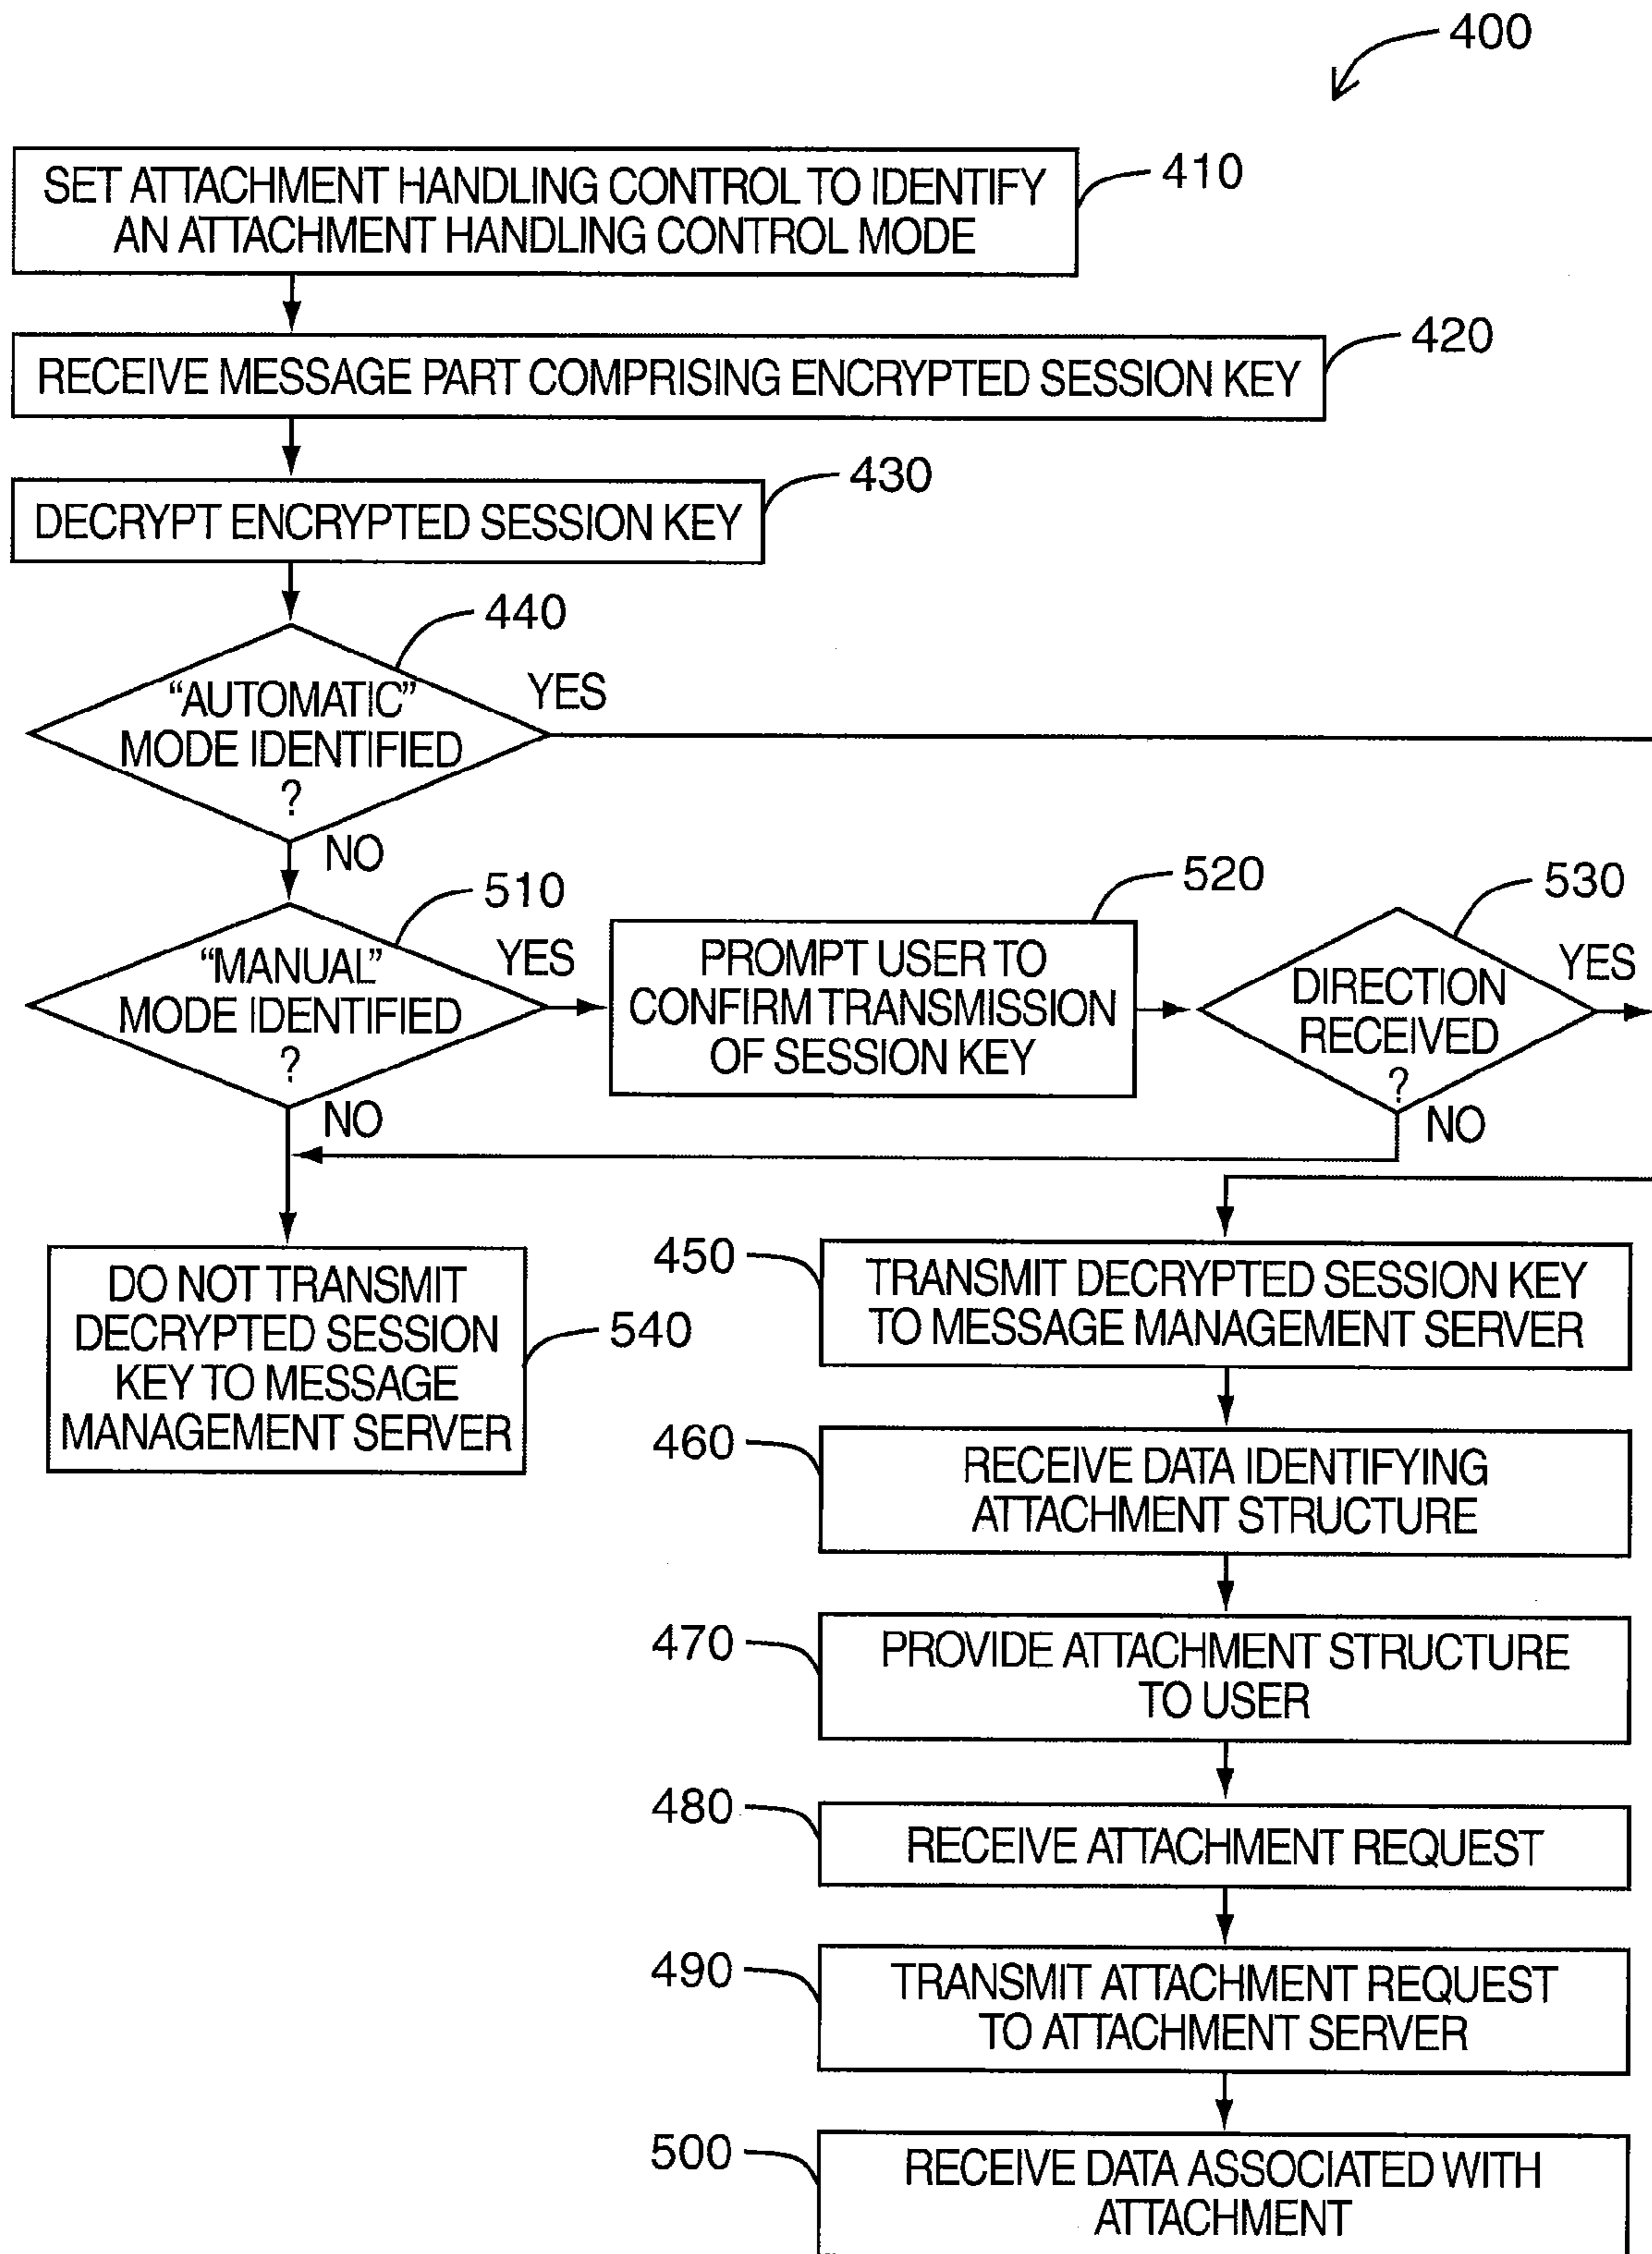 400
SET ATTACHMENT HANDLING CONTROL TO IDENTIFY
AN ATTACHMENT HANDLING CONTROL MODE
410
RECEIVE MESSAGE PART COMPRISING ENCRYPTED SESSION KEY
420
DECRYPT ENCRYPTED SESSION KEY
430
440
“AUTOMATIC”
MODE IDENTIFIED
?
YES
NO
510
“MANUAL”
MODE IDENTIFIED
?
YES
NO
520
PROMPT USER TO
CONFIRM TRANSMISSION
OF SESSION KEY
530
DIRECTION
RECEIVED
?
YES
NO
DO NOT TRANSMIT
DECRYPTED SESSION
KEY TO MESSAGE
MANAGEMENT SERVER
540
450
TRANSMIT DECRYPTED SESSION KEY
TO MESSAGE MANAGEMENT SERVER
460
RECEIVE DATA IDENTIFYING
ATTACHMENT STRUCTURE
470
PROVIDE ATTACHMENT STRUCTURE
TO USER
480
RECEIVE ATTACHMENT REQUEST
490
TRANSMIT ATTACHMENT REQUEST
TO ATTACHMENT SERVER
500
RECEIVE DATA ASSOCIATED WITH
ATTACHMENT